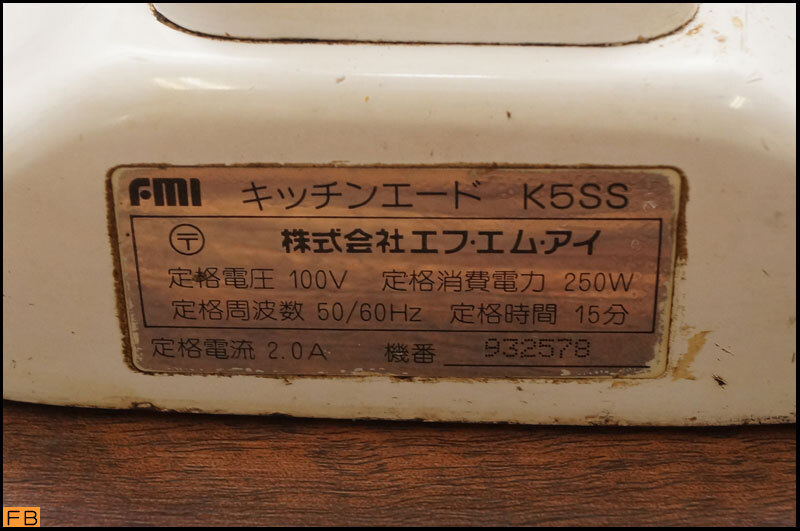 FMI キッチンエード K5SS
〒 株式会社エフ・エム・アイ
定格電圧 100V 定格消費電力 250W
定格周波数 50/60Hz 定格時間 15分
定格電流 2.0A 機番 932578
FB